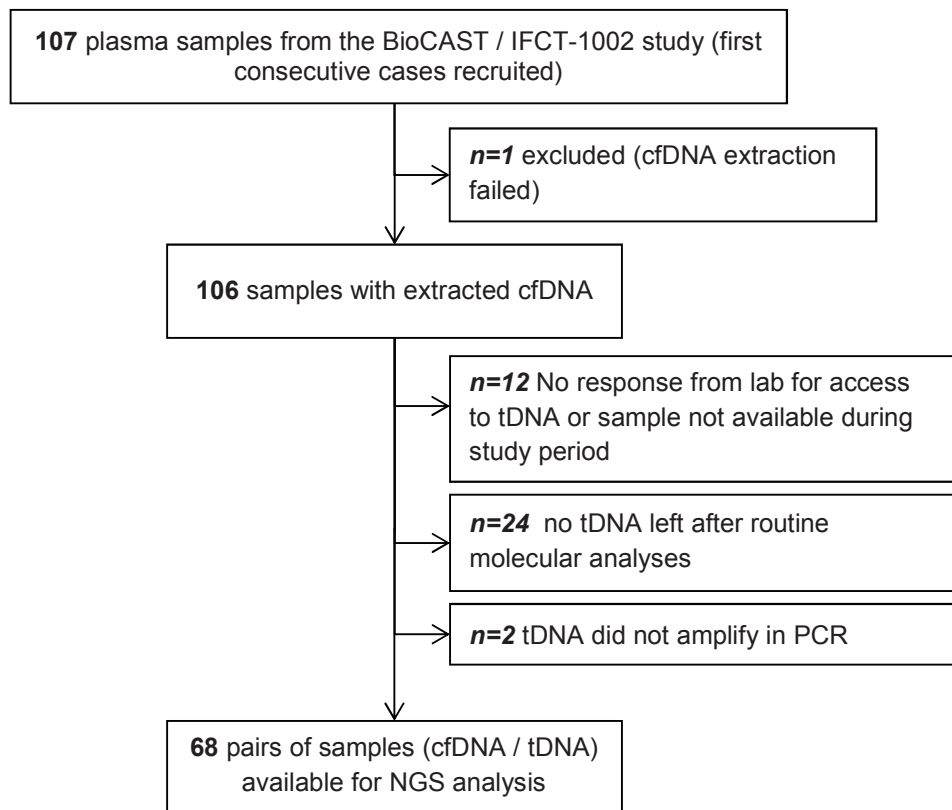 107 plasma samples from the BioCAST / IFCT-1002 study (first
consecutive cases recruited)
n=1 excluded (cfDNA extraction
failed)
106 samples with extracted cfDNA
n=12 No response from lab for access
to tDNA or sample not available during
study period
n=24 no tDNA left after routine
molecular analyses
n=2 tDNA did not amplify in PCR
68 pairs of samples (cfDNA / tDNA)
available for NGS analysis